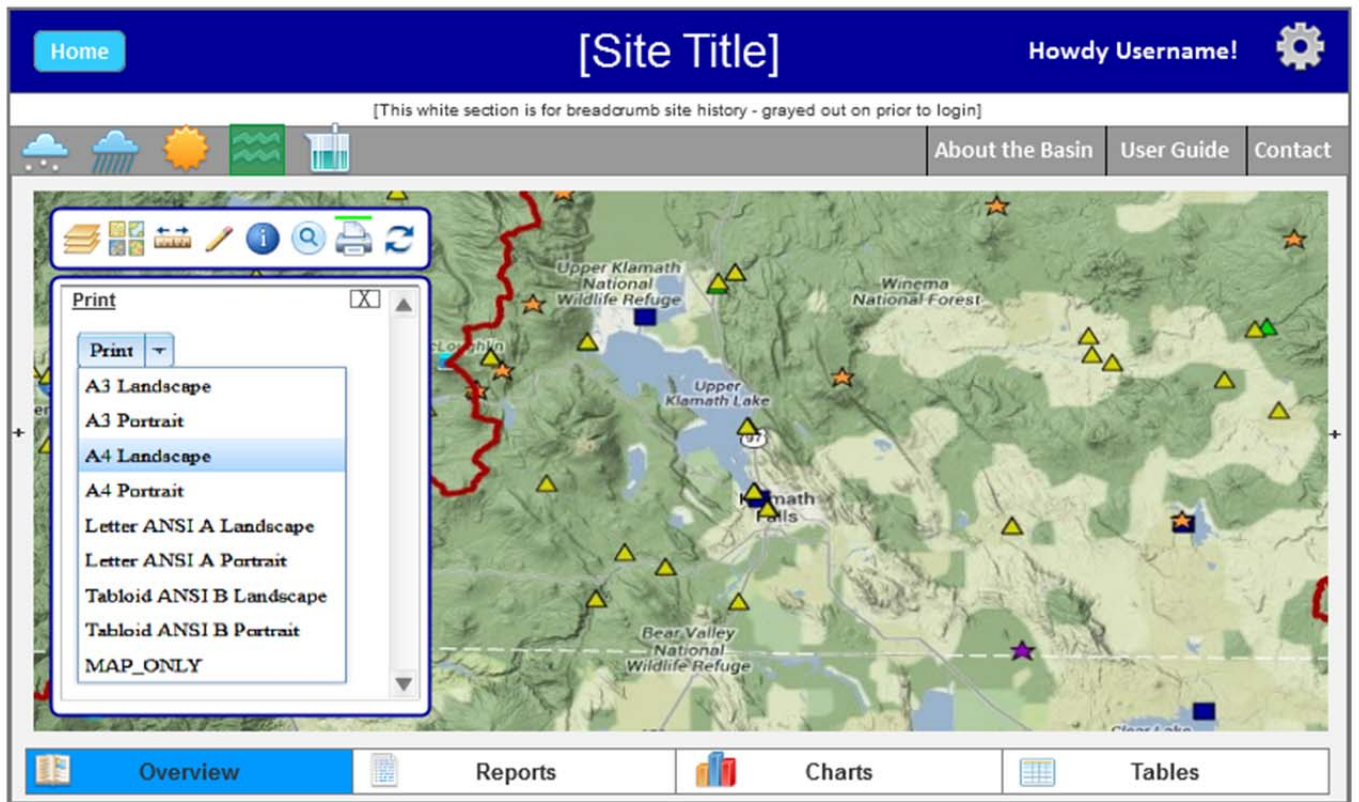 Home
[Site Title]
Howdy Username!
[This white section is for breadcrumb site history - grayed out on prior to login]
About the Basin
User Guide
Contact
Print
X
Print
A3 Landscape
A3 Portrait
A4 Landscape
A4 Portrait
Letter ANSI A Landscape
Letter ANSI A Portrait
Tabloid ANSI B Landscape
Tabloid ANSI B Portrait
MAP_ONLY
Upper Klamath
National
Wildlife Refuge
Winema
National Forest
Upper
Klamath Lake
97
Klamath
Falls
Bear Valley
National
Wildlife Refuge
Clear Lake
Overview
Reports
Charts
Tables